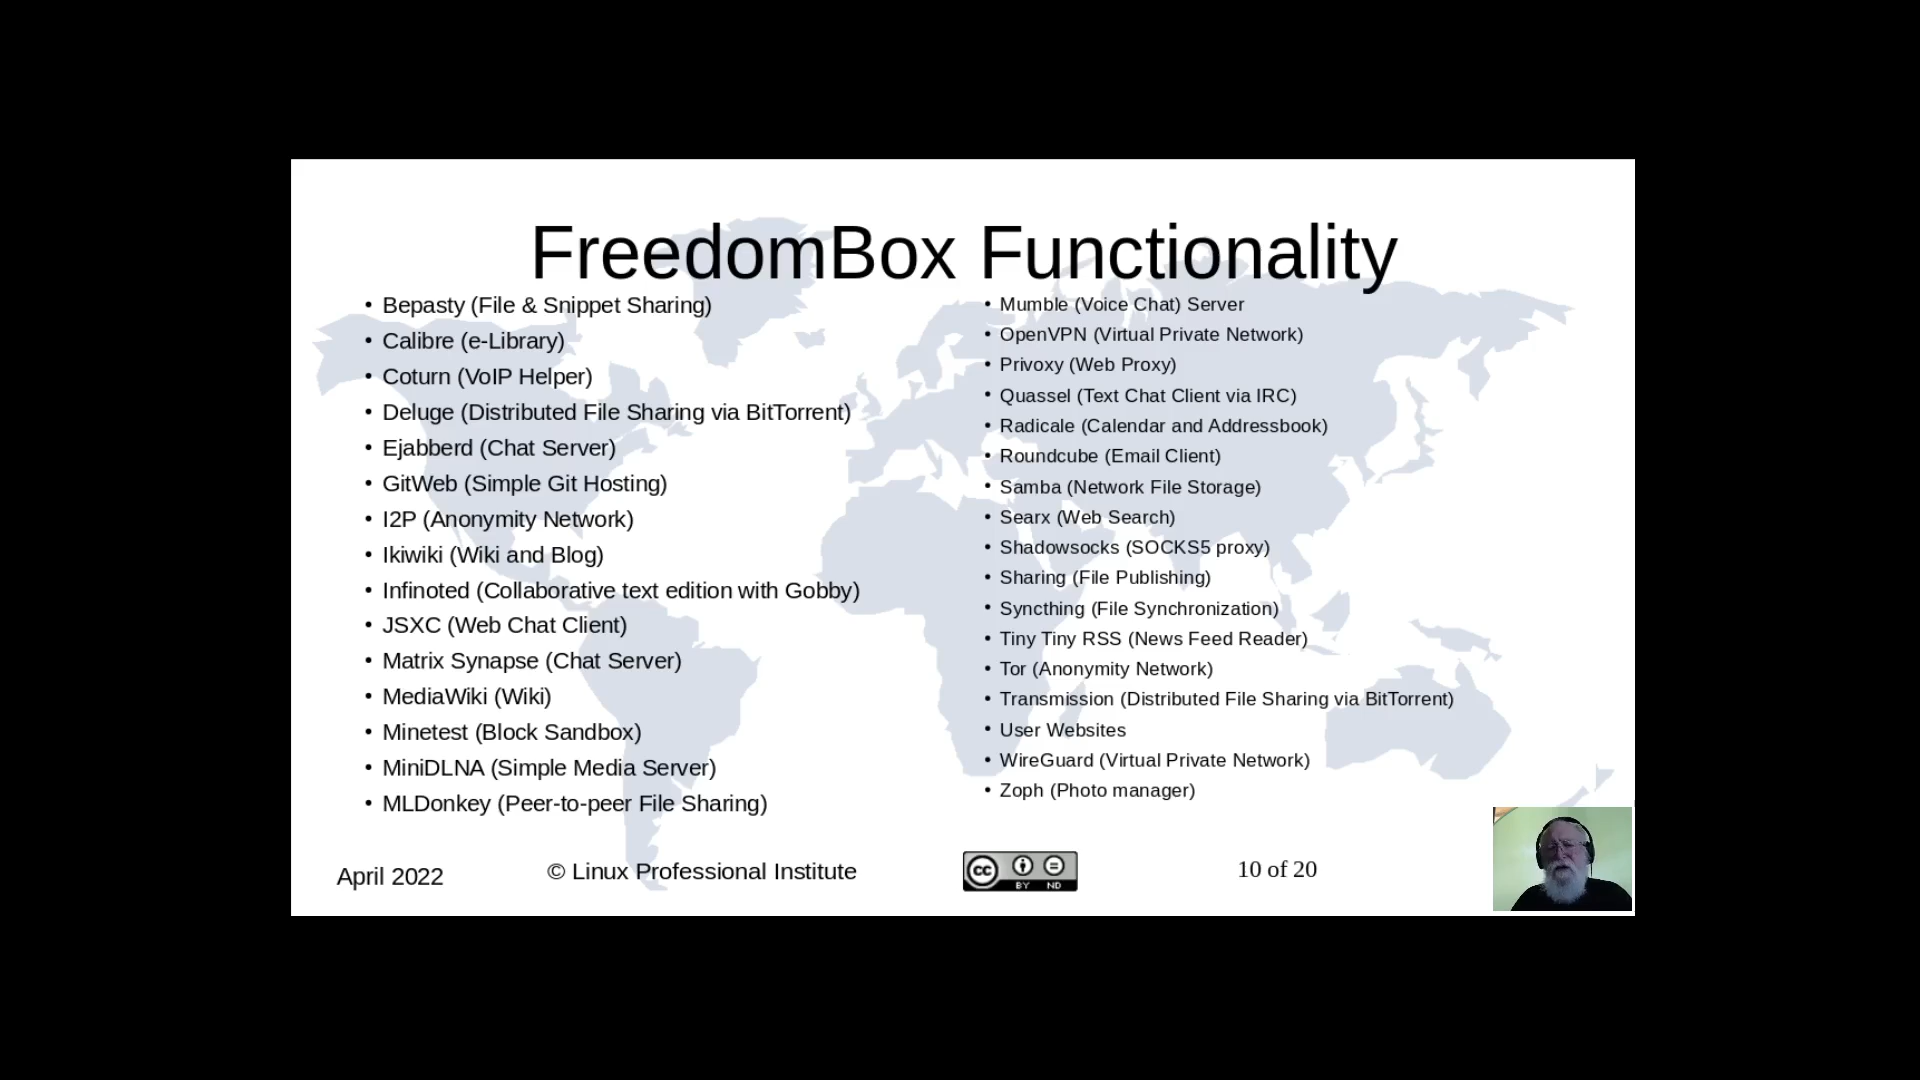 FreedomBox Functionality
• Bepasty (File & Snippet Sharing)
• Calibre (e-Library)
• Coturn (VoIP Helper)
• Deluge (Distributed File Sharing via BitTorrent)
• Ejabberd (Chat Server)
• GitWeb (Simple Git Hosting)
• I2P (Anonymity Network)
• Ikiwiki (Wiki and Blog)
• Infinoted (Collaborative text edition with Gobby)
• JSXC (Web Chat Client)
• Matrix Synapse (Chat Server)
• MediaWiki (Wiki)
• Minetest (Block Sandbox)
• MiniDLNA (Simple Media Server)
• MLDonkey (Peer-to-peer File Sharing)
• Mumble (Voice Chat) Server
• OpenVPN (Virtual Private Network)
• Privoxy (Web Proxy)
• Quassel (Text Chat Client via IRC)
• Radicale (Calendar and Addressbook)
• Roundcube (Email Client)
• Samba (Network File Storage)
• Searx (Web Search)
• Shadowsocks (SOCKS5 proxy)
• Sharing (File Publishing)
• Syncthing (File Synchronization)
• Tiny Tiny RSS (News Feed Reader)
• Tor (Anonymity Network)
• Transmission (Distributed File Sharing via BitTorrent)
• User Websites
• WireGuard (Virtual Private Network)
• Zoph (Photo manager)
April 2022
© Linux Professional Institute
cc BY ND
10 of 20